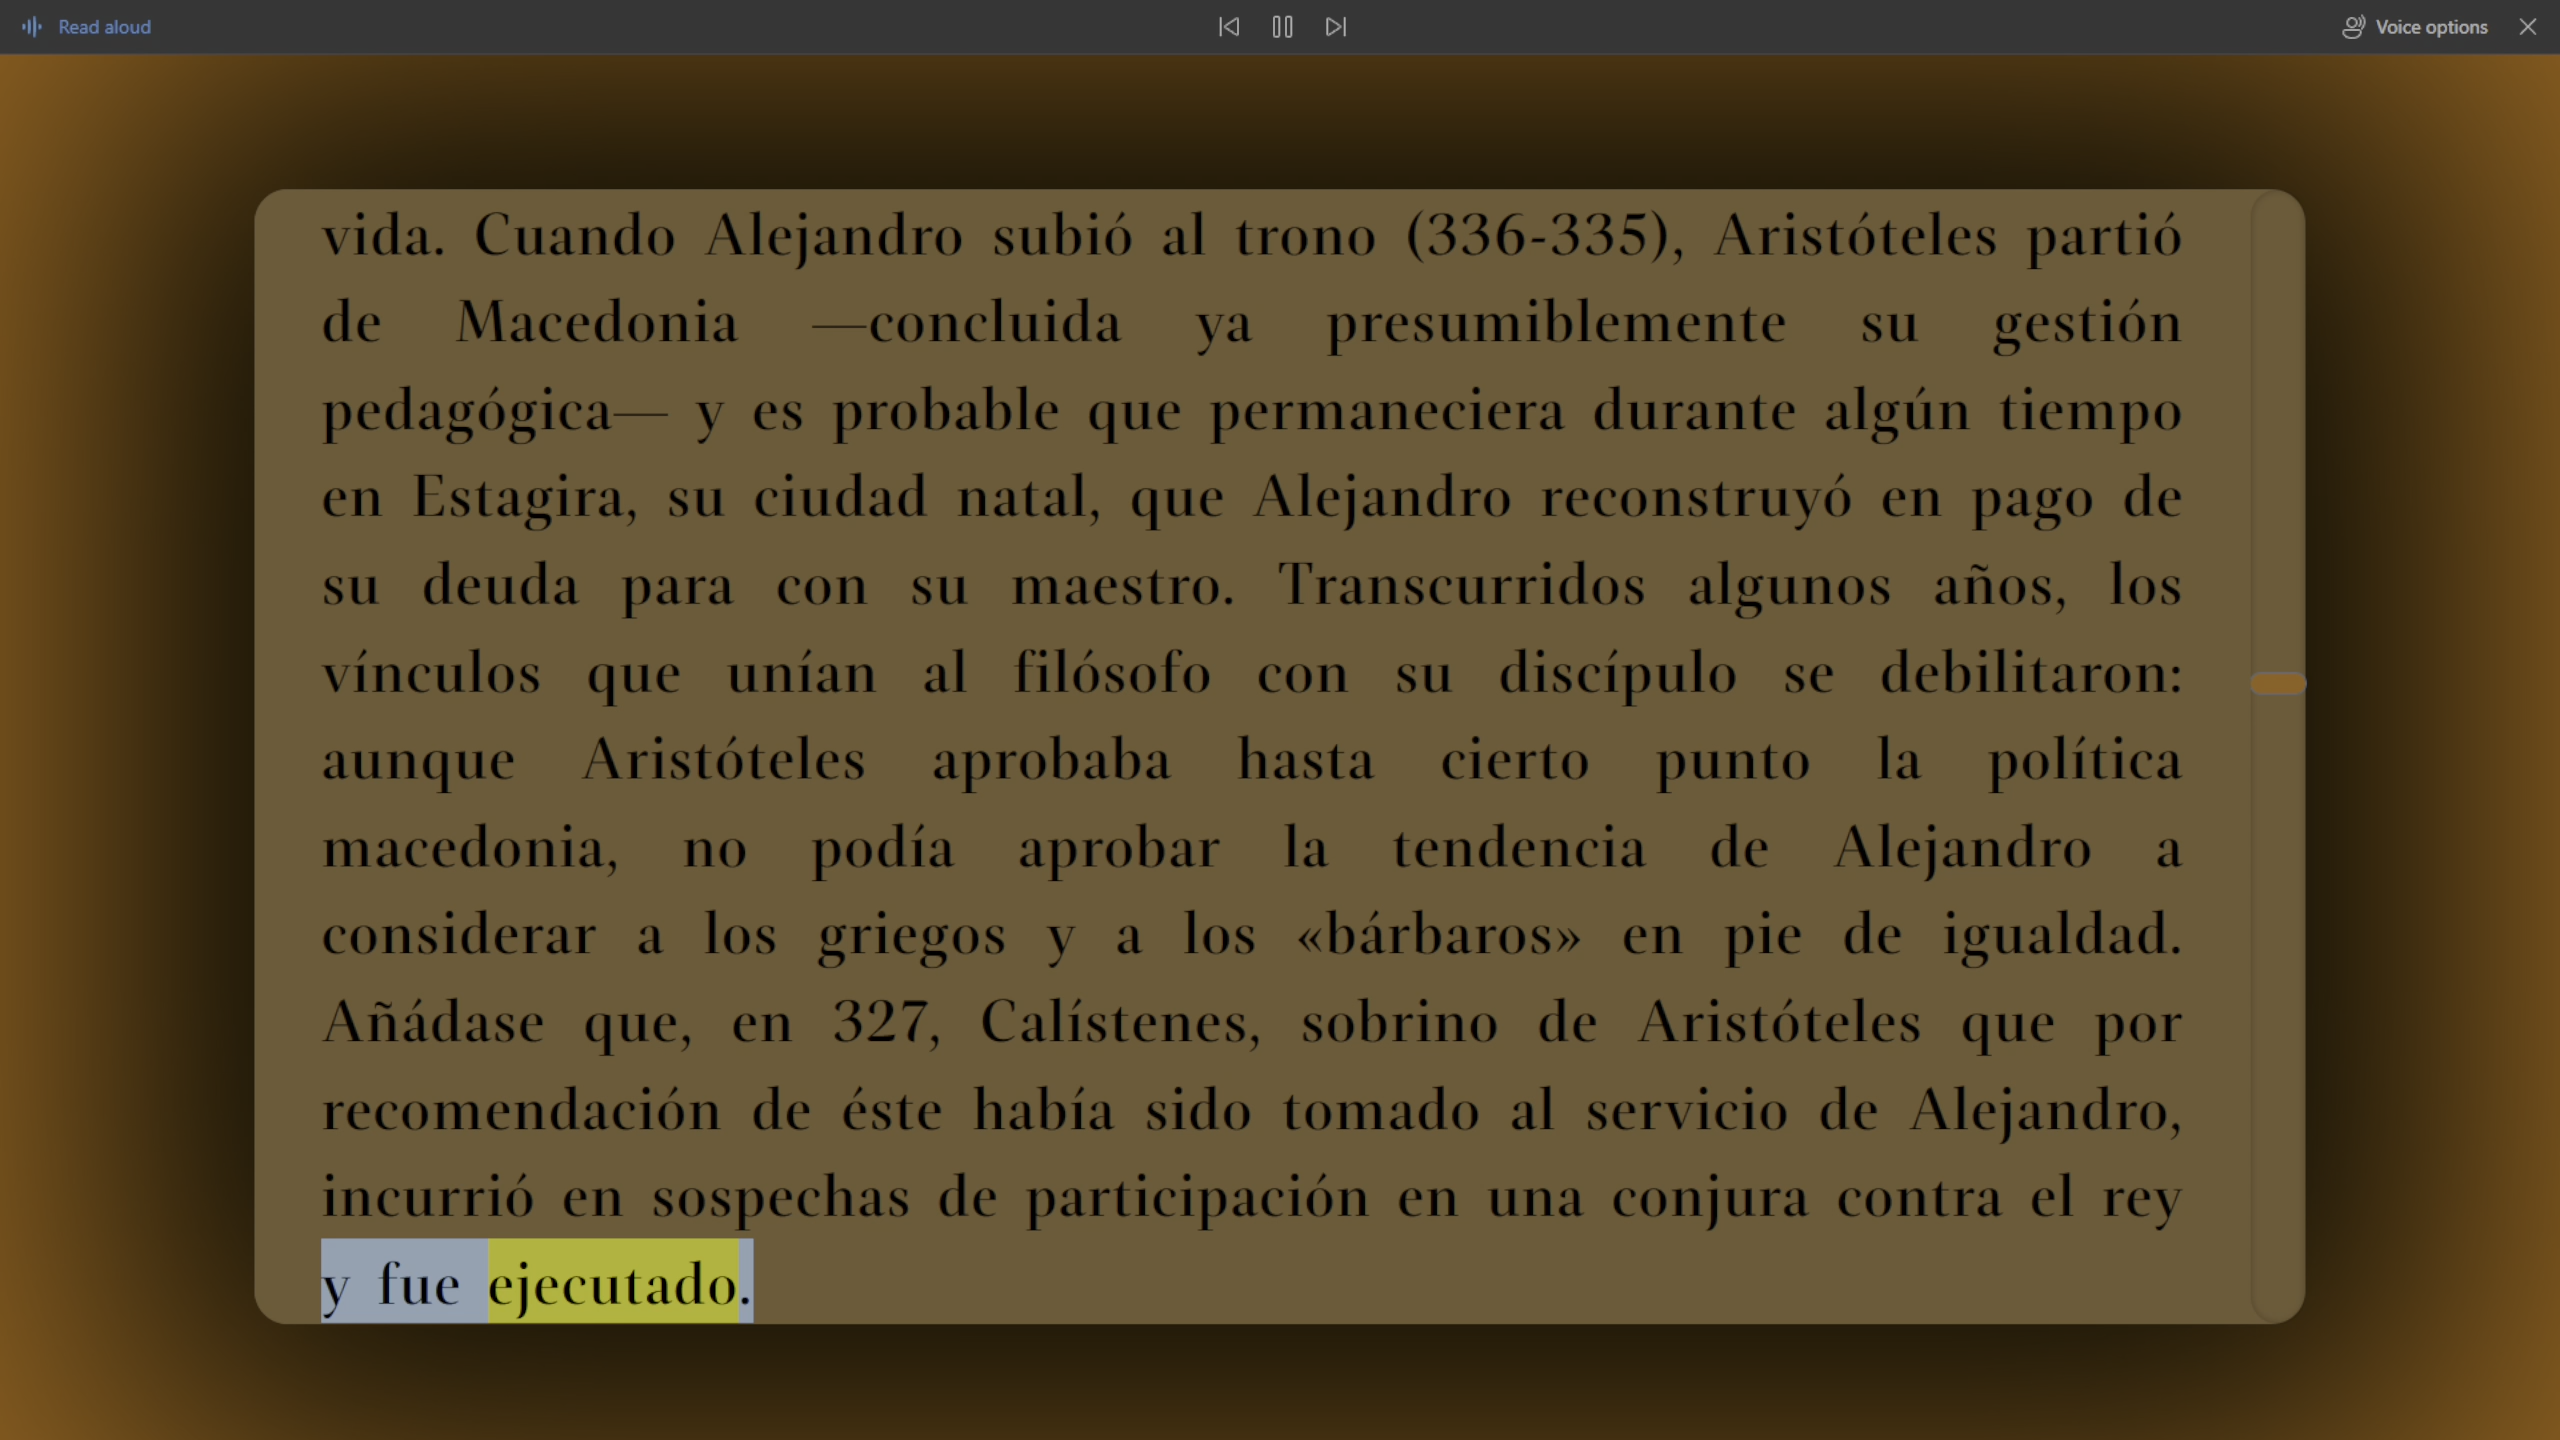 Read aloud
Voice options
vida. Cuando Alejandro subió al trono (336-335), Aristóteles partió
de Macedonia —concluida ya presumiblemente su gestión
pedagógica— y es probable que permaneciera durante algún tiempo
en Estagira, su ciudad natal, que Alejandro reconstruyó en pago de
su deuda para con su maestro. Transcurridos algunos años, los
vínculos que unían al filósofo con su discípulo se debilitaron:
aunque Aristóteles aprobaba hasta cierto punto la política
macedonia, no podía aprobar la tendencia de Alejandro a
considerar a los griegos y a los «bárbaros» en pie de igualdad.
Añádase que, en 327, Calístenes, sobrino de Aristóteles que por
recomendación de éste había sido tomado al servicio de Alejandro,
incurrió en sospechas de participación en una conjura contra el rey
y fue ejecutado.